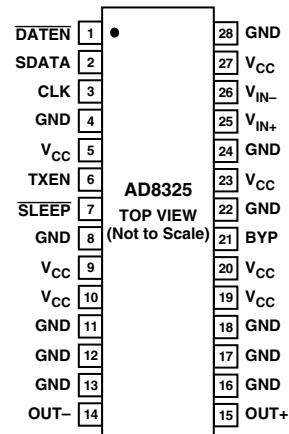 DATEN 1 28 GND
SDATA 2 27 VCC
CLK 3 26 VIN–
GND 4 25 VIN+
VCC 5 24 GND
TXEN 6 23 VCC
AD8325
SLEEP 7 22 GND
TOP VIEW
GND 8 (Not to Scale) 21 BYP
VCC 9 20 VCC
VCC 10 19 VCC
GND 11 18 GND
GND 12 17 GND
GND 13 16 GND
OUT– 14 15 OUT+